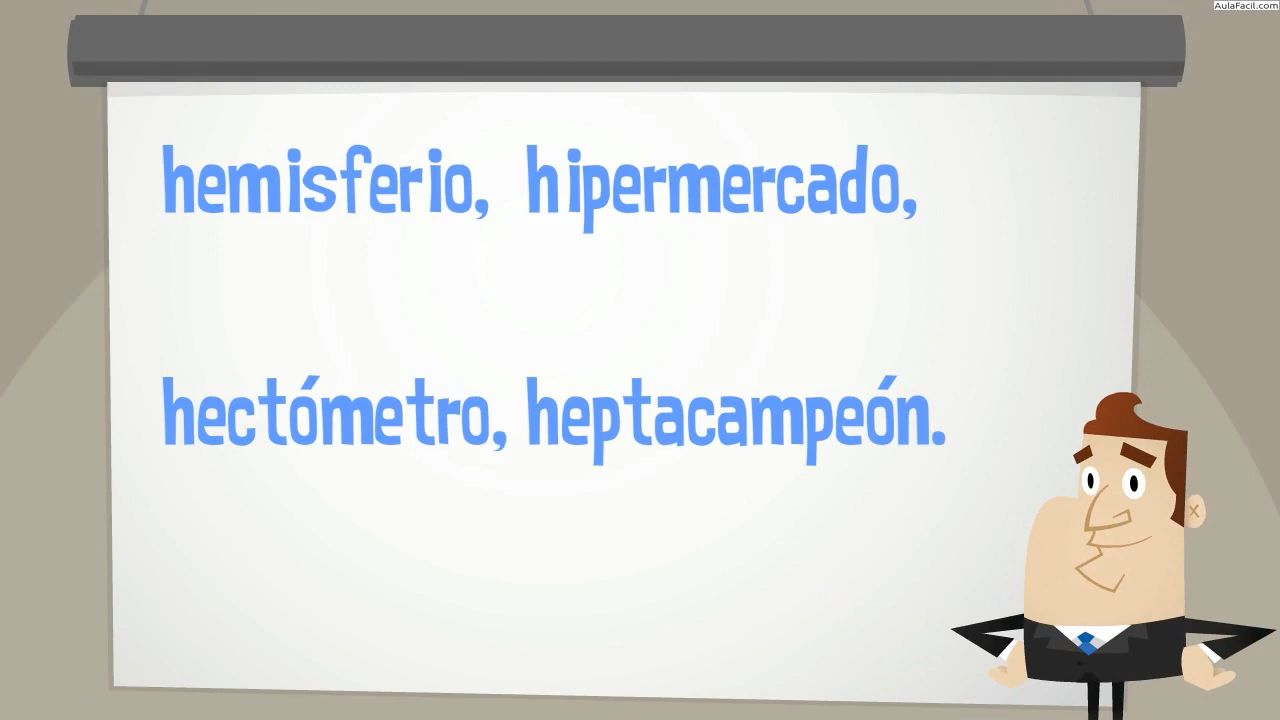 AulaFacil.com
hemisferio, hipermercado,
hectómetro, heptacampeón.